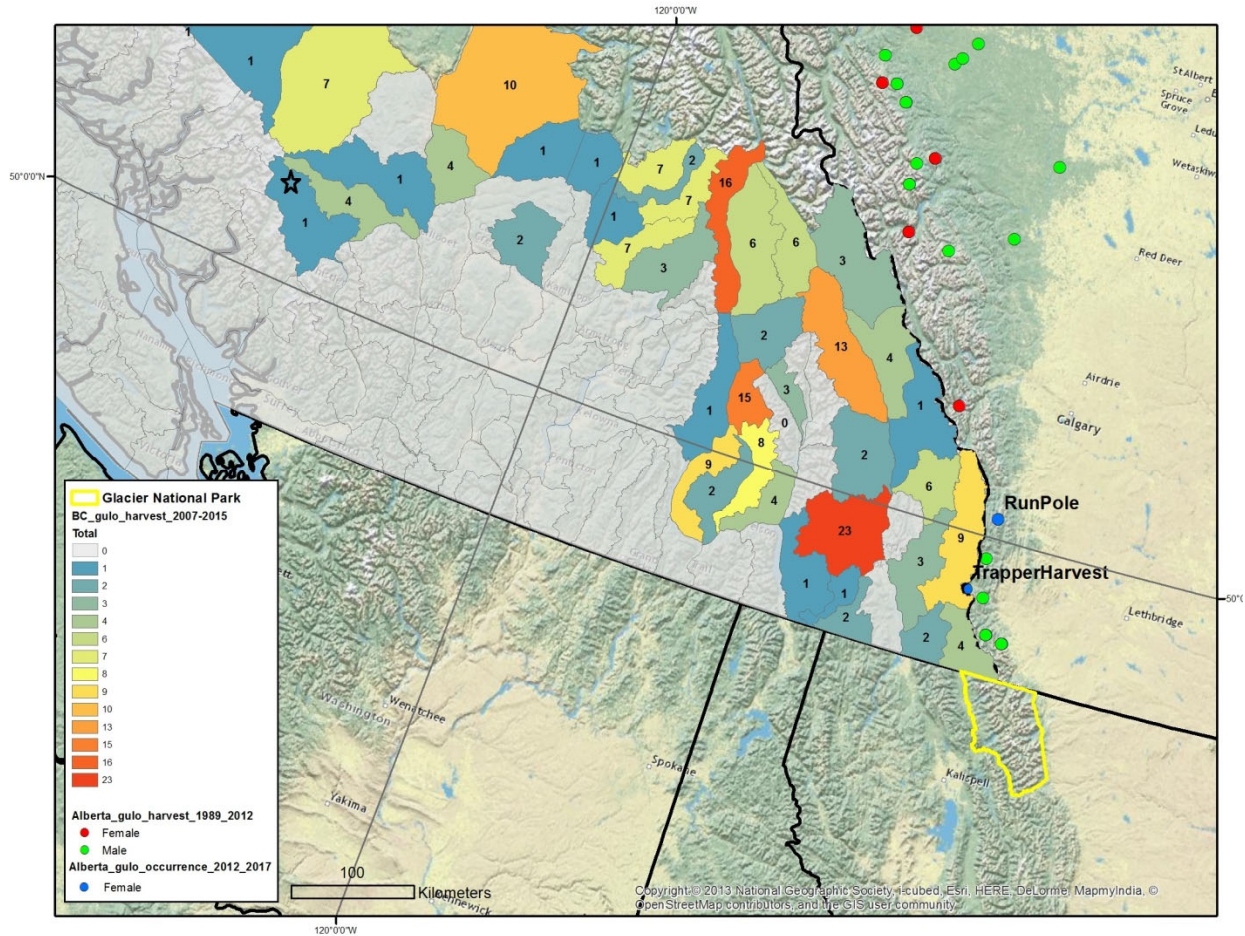 120°0'0"W
1
1
7
10
St Albert
Spruce
Grove
Ledu
Wetaskiw
50°0'0"N
1
1
1
4
1
4
7
2
7
16
1
2
7
3
6
6
3
Red Deer
2
13
4
15
3
1
1
0
8
9
2
4
2
Airdrie
Calgary
6
23
9
RunPole
3
TrapperHarvest
1
1
2
2
4
50°
Lethbridge
Glacier National Park
BC_gulo_harvest_2007-2015
Total
0
1
2
3
4
6
7
8
9
10
13
15
16
23
Alberta_gulo_harvest_1989_2012
Female
Male
Alberta_gulo_occurrence_2012_2017
Female
Washington
Wenatchee
Yakima
Spokane
Kalispell
100
Kilometers
Kennewick
Copyright:© 2013 National Geographic Society, i-cubed, Esri, HERE, DeLorme, MapmyIndia, ©
OpenStreetMap contributors, and the GIS user community
120°0'0"W